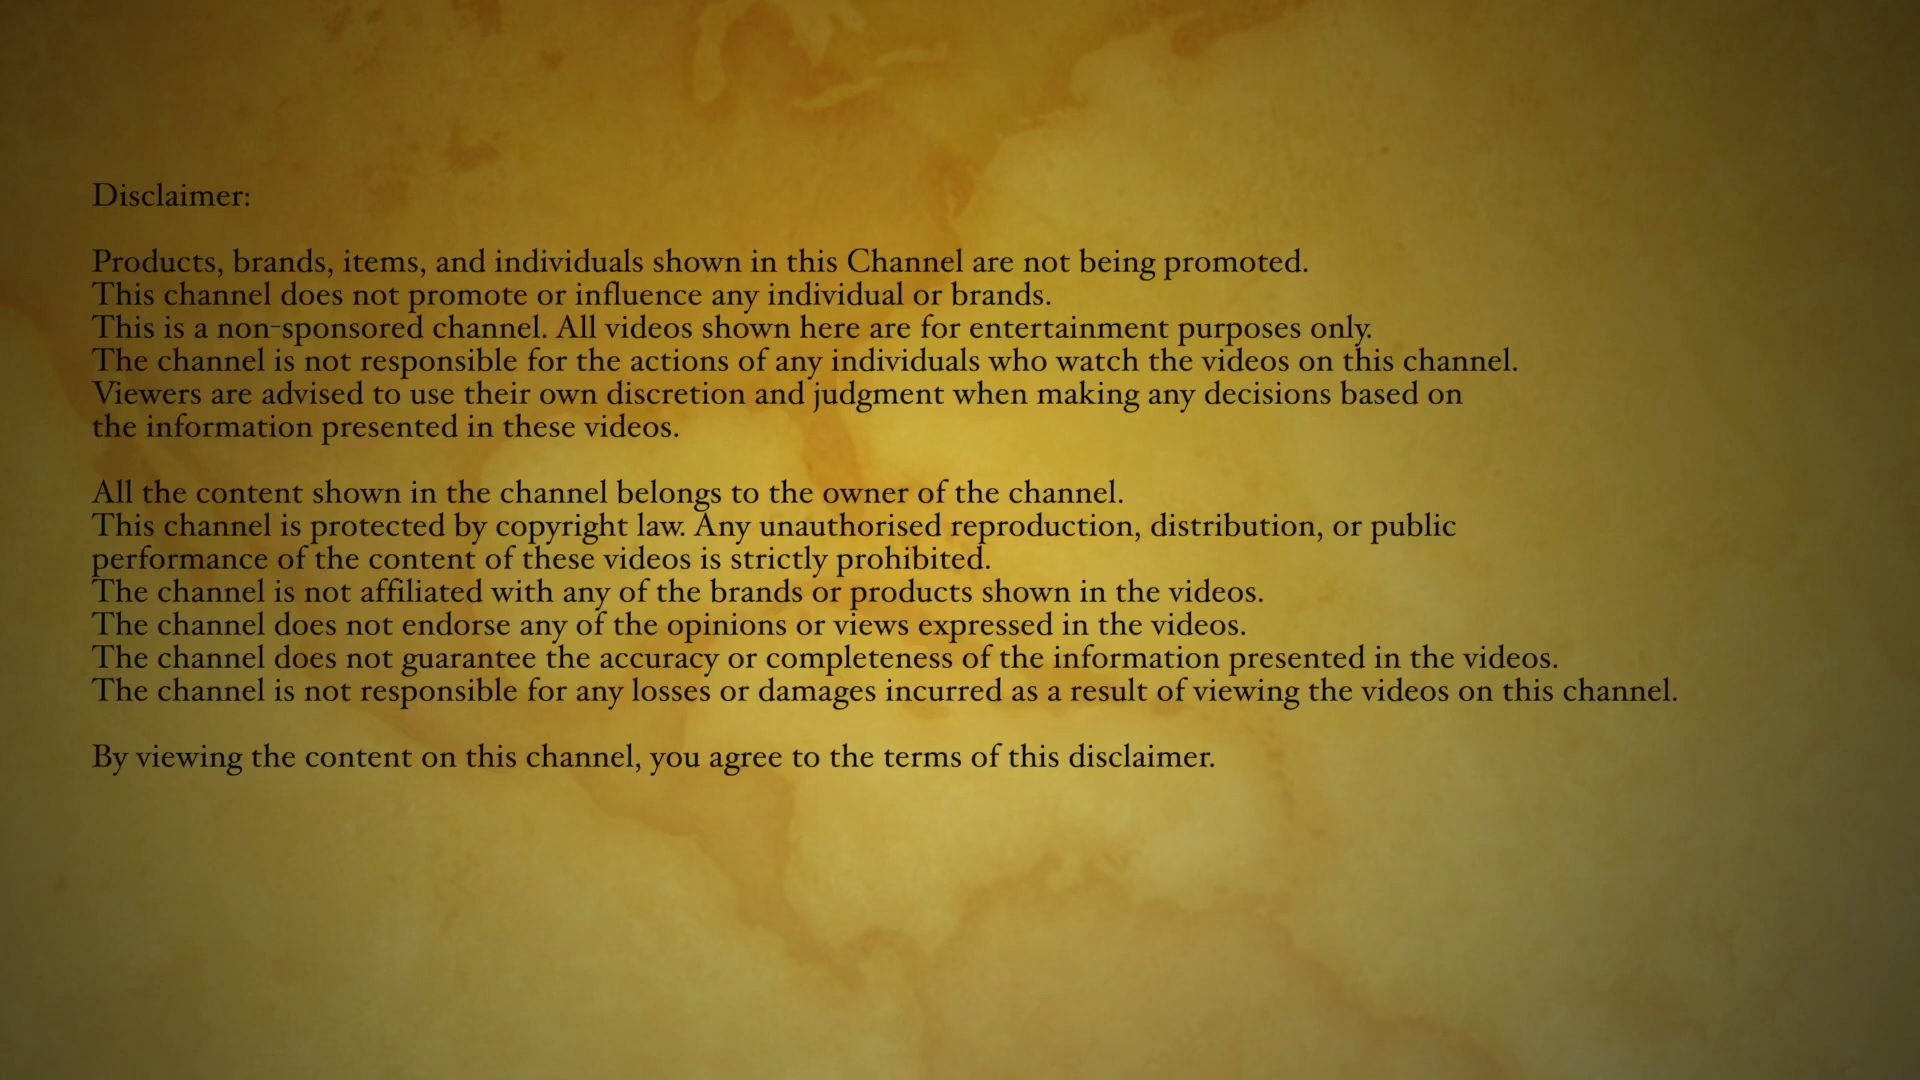 Disclaimer:
Products, brands, items, and individuals shown in this Channel are not being promoted.
This channel does not promote or influence any individual or brands.
This is a non-sponsored channel. All videos shown here are for entertainment purposes only.
The channel is not responsible for the actions of any individuals who watch the videos on this channel.
Viewers are advised to use their own discretion and judgment when making any decisions based on
the information presented in these videos.
All the content shown in the channel belongs to the owner of the channel.
This channel is protected by copyright law. Any unauthorised reproduction, distribution, or public
performance of the content of these videos is strictly prohibited.
The channel is not affiliated with any of the brands or products shown in the videos.
The channel does not endorse any of the opinions or views expressed in the videos.
The channel does not guarantee the accuracy or completeness of the information presented in the videos.
The channel is not responsible for any losses or damages incurred as a result of viewing the videos on this channel.
By viewing the content on this channel, you agree to the terms of this disclaimer.